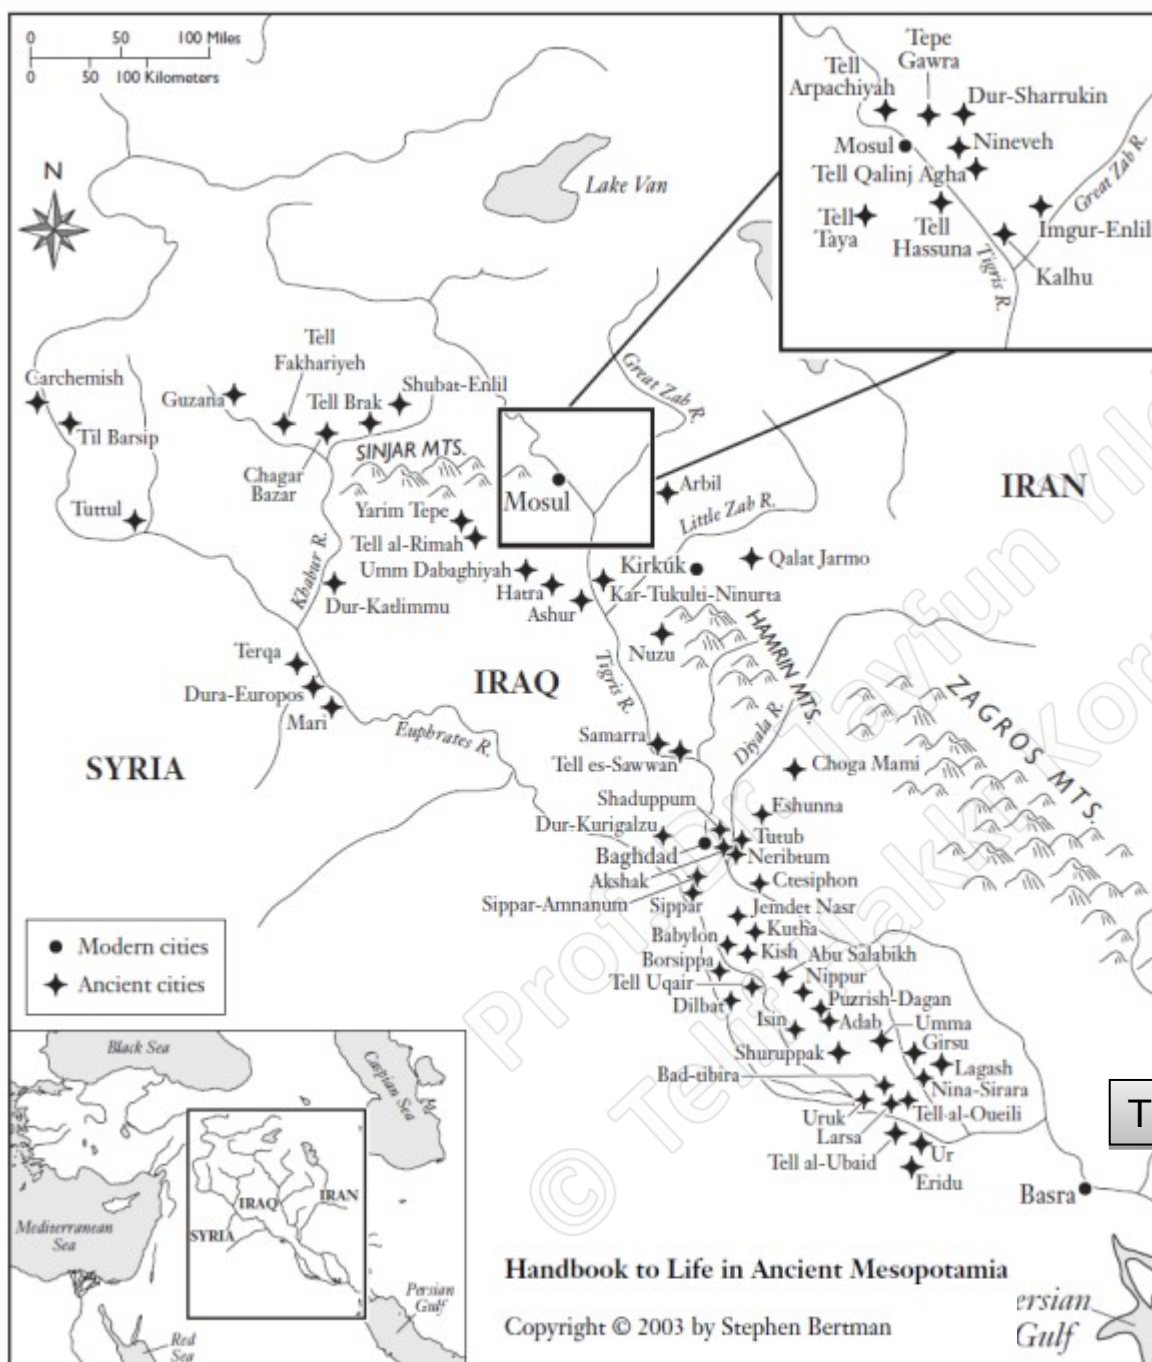 0 50 100 Miles
0 50 100 Kilometers
N
Lake Van
Tell
Arpachiyah
Tepe
Gawra
Dur-Sharrukin
Mosul
Nineveh
Tell Qalinj Agha
Great Zab R.
Tell
Taya
Tell
Hassuna
Tigris R.
Imgur-Enlil
Kalhu
Carchemish
Til Barsip
Tuttul
Guzana
Tell
Fakhariyeh
Tell Brak
Shubat-Enlil
Chagar
Bazar
SINJAR MTS.
Great Zab R.
Mosul
Arbil
IRAN
Little Zab R.
Yarim Tepe
Tell al-Rimah
Umm Dabaghiyah
Hatra
Ashur
Kirkúk
Qalat Jarmo
Kar-Tukulti-Ninurta
Khabur R.
Dur-Katlimmu
Nuzu
HAMRIN MTS.
Terqa
Dura-Europos
Mari
IRAQ
Tigris R.
Euphrates R.
SYRIA
Diyala R.
ZAGROS MTS.
Samarra
Tell es-Sawwan
Choga Mami
Shaduppum
Eshunna
Dur-Kurigalzu
Tutub
Baghdad
Neribtum
Akshak
Ctesiphon
Sippar-Amnanum
Sippar
Jemdet Nasr
Kutha
Babylon
Kish
Abu Salabikh
Borsippa
Nippur
Tell Uqair
Puzrish-Dagan
Dilbat
Isin
Adab
Umma
Girsu
Shuruppak
Lagash
Bad-tibira
Nina-Sirara
Uruk
Tell al-Oueili
Larsa
Tell al-Ubaid
Ur
Eridu
Basra
T
Modern cities
Ancient cities
Black Sea
Caspian Sea
IRAQ
IRAN
SYRIA
Mediterranean
Sea
Persian
Gulf
Red
Sea
Handbook to Life in Ancient Mesopotamia
Copyright © 2003 by Stephen Bertman
ersian
Gulf
Prof. Dr. Tayfun
© Telif Hakkı